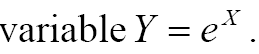 variable Y = e^X .